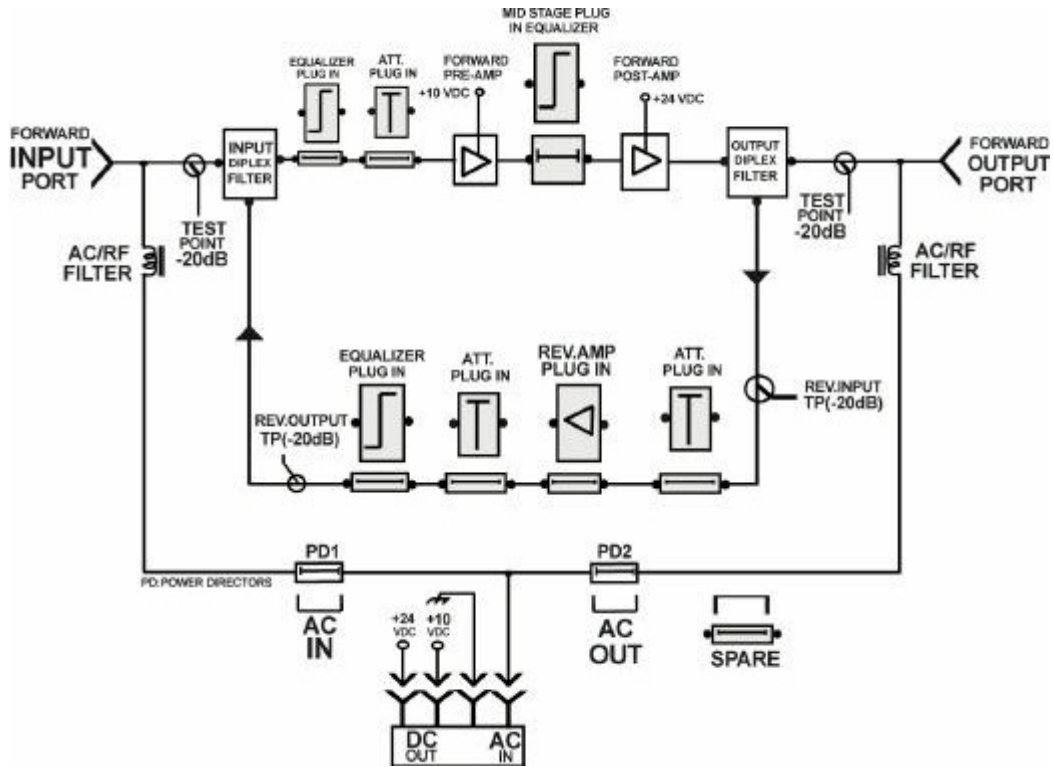 MID STAGE PLUG
IN EQUALIZER
EQUALIZER
PLUG IN
ATT.
PLUG IN
FORWARD
PRE-AMP
+10 VDC
FORWARD
POST-AMP
+24 VDC
FORWARD
INPUT
PORT
INPUT
DIPLEX
FILTER
OUTPUT
DIPLEX
FILTER
FORWARD
OUTPUT
PORT
TEST
POINT
-20dB
TEST
POINT
-20dB
AC/RF
FILTER
AC/RF
FILTER
EQUALIZER
PLUG IN
ATT.
PLUG IN
REV.AMP
PLUG IN
ATT.
PLUG IN
REV.INPUT
TP(-20dB)
REV.OUTPUT
TP(-20dB)
PD1
PD2
PD:POWER DIRECTORS
AC
IN
+24
VDC
+10
VDC
AC
OUT
SPARE
DC
OUT
AC
IN